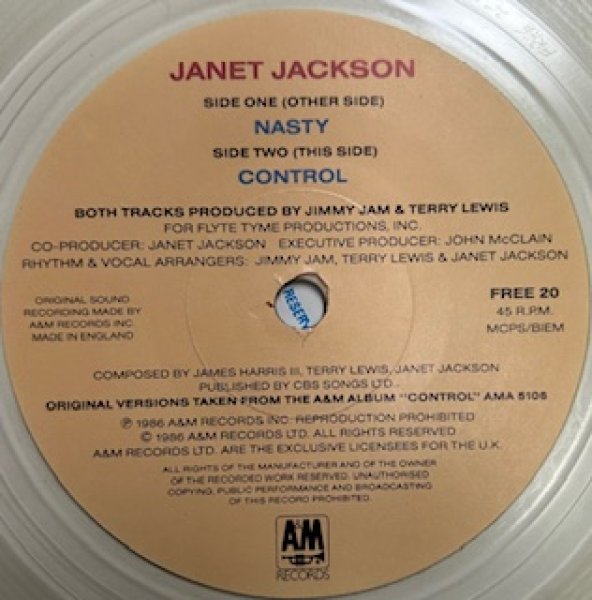 JANET JACKSON
SIDE ONE (OTHER SIDE)
NASTY
SIDE TWO (THIS SIDE)
CONTROL
BOTH TRACKS PRODUCED BY JIMMY JAM & TERRY LEWIS
FOR FLYTE TYME PRODUCTIONS, INC.
CO-PRODUCER: JANET JACKSON EXECUTIVE PRODUCER: JOHN McCLAIN
RHYTHM & VOCAL ARRANGERS: JIMMY JAM, TERRY LEWIS & JANET JACKSON
ORIGINAL SOUND
RECORDING MADE BY
A&M RECORDS INC.
MADE IN ENGLAND
RESERV
FREE 20
45 R.P.M.
MCPS/BIEM
COMPOSED BY JAMES HARRIS III, TERRY LEWIS, JANET JACKSON
PUBLISHED BY CBS SONGS LTD.
ORIGINAL VERSIONS TAKEN FROM THE A&M ALBUM "CONTROL" AMA 5106
℗ 1986 A&M RECORDS INC. REPRODUCTION PROHIBITED
© 1986 A&M RECORDS LTD. ALL RIGHTS RESERVED
A&M RECORDS LTD. ARE THE EXCLUSIVE LICENSEES FOR THE U.K.
ALL RIGHTS OF THE MANUFACTURER AND OF THE OWNER
OF THE RECORDED WORK RESERVED. UNAUTHORISED
COPYING, PUBLIC PERFORMANCE AND BROADCASTING
OF THIS RECORD PROHIBITED.
A&M
RECORDS